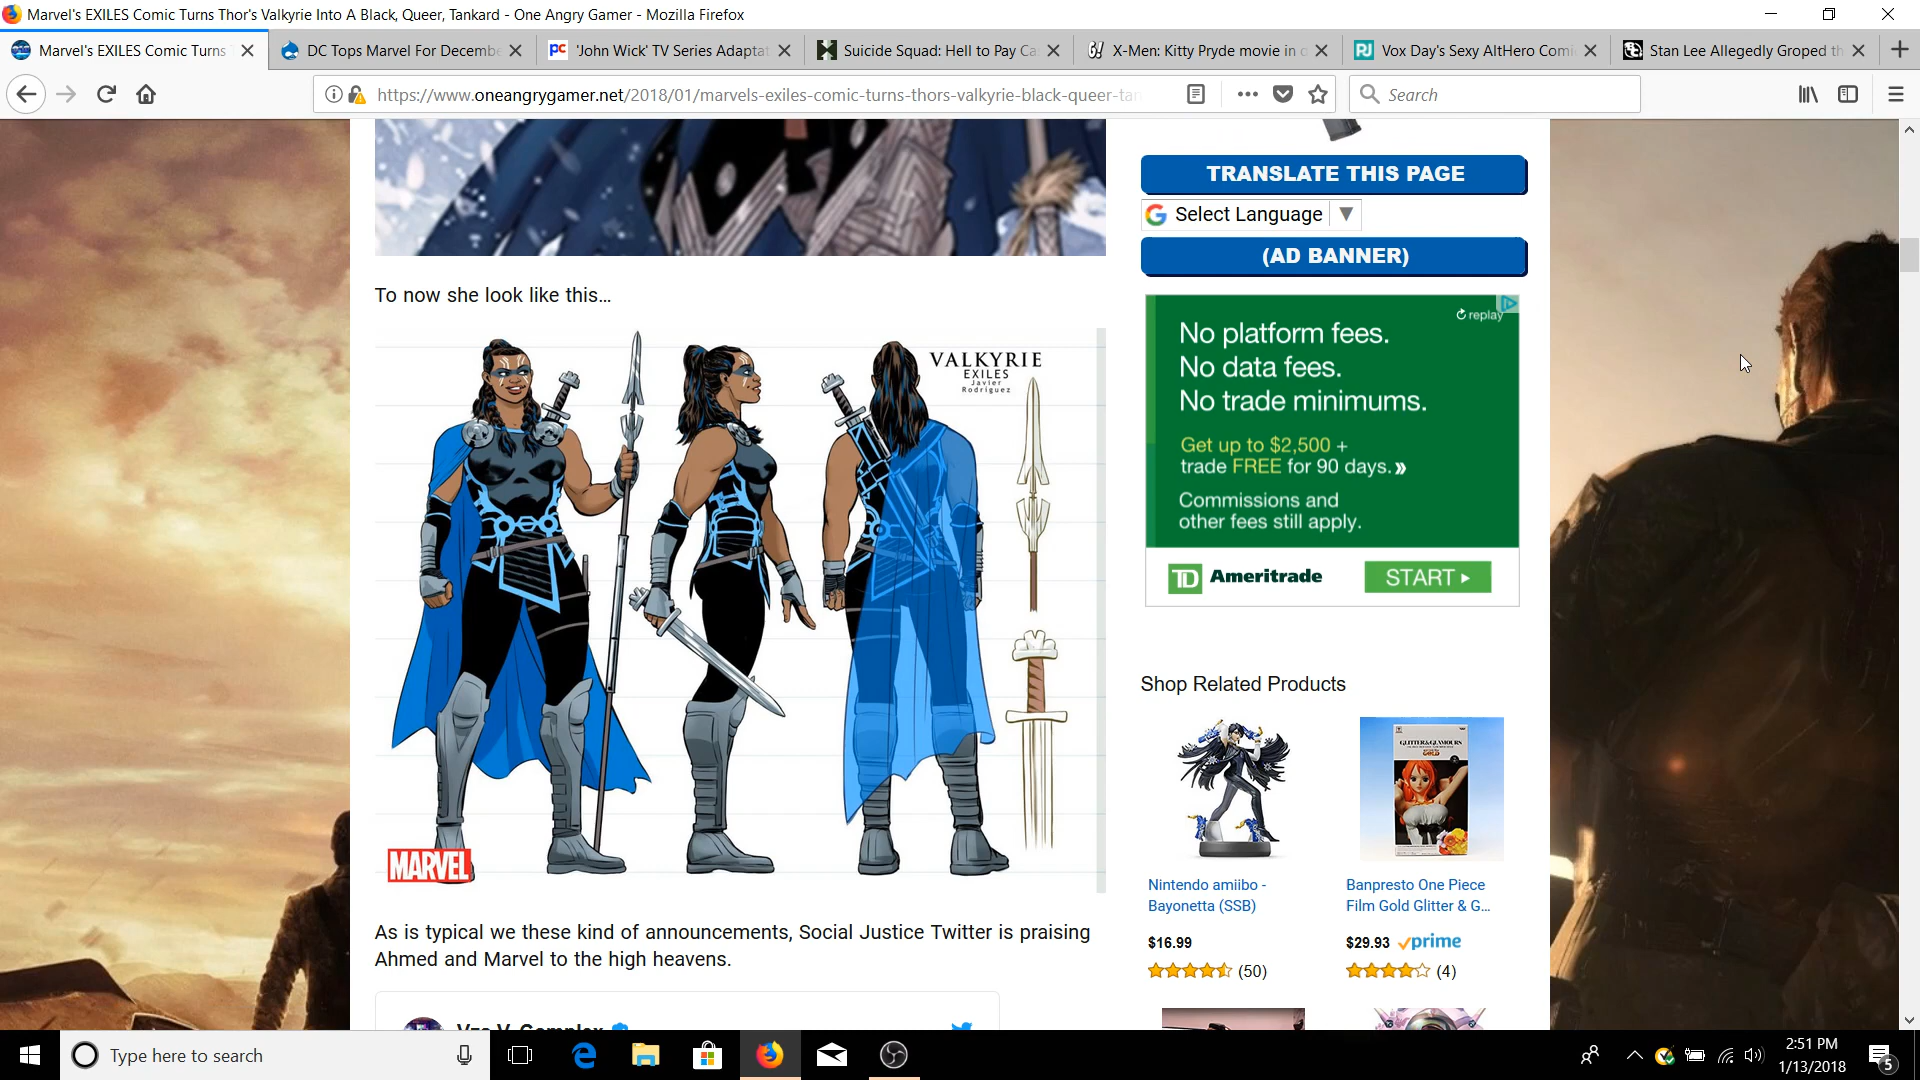 Marvel's EXILES Comic Turns Thor's Valkyrie Into A Black, Queer, Tankard - One Angry Gamer - Mozilla Firefox
Marvel's EXILES Comic Turns
DC Tops Marvel For Decembe
'John Wick' TV Series Adaptat
Suicide Squad: Hell to Pay Ca
X-Men: Kitty Pryde movie in
Vox Day's Sexy AltHero Comi
Stan Lee Allegedly Groped th
https://www.oneangrygamer.net/2018/01/marvels-exiles-comic-turns-thors-valkyrie-black-queer-tan
Search
TRANSLATE THIS PAGE
G Select Language
(AD BANNER)
To now she look like this…
VALKYRIE
EXILES
Javier
Rodriguez
MARVEL
replay
No platform fees.
No data fees.
No trade minimums.
Get up to $2,500 +
trade FREE for 90 days.»
Commissions and
other fees still apply.
TD Ameritrade
START
Shop Related Products
GLITTER&GLAMOURS
Nintendo amiibo -
Bayonetta (SSB)
$16.99
(50)
Banpresto One Piece
Film Gold Glitter & G…
$29.93 prime
(4)
As is typical we these kind of announcements, Social Justice Twitter is praising
Ahmed and Marvel to the high heavens.
Type here to search
2:51 PM
1/13/2018
5